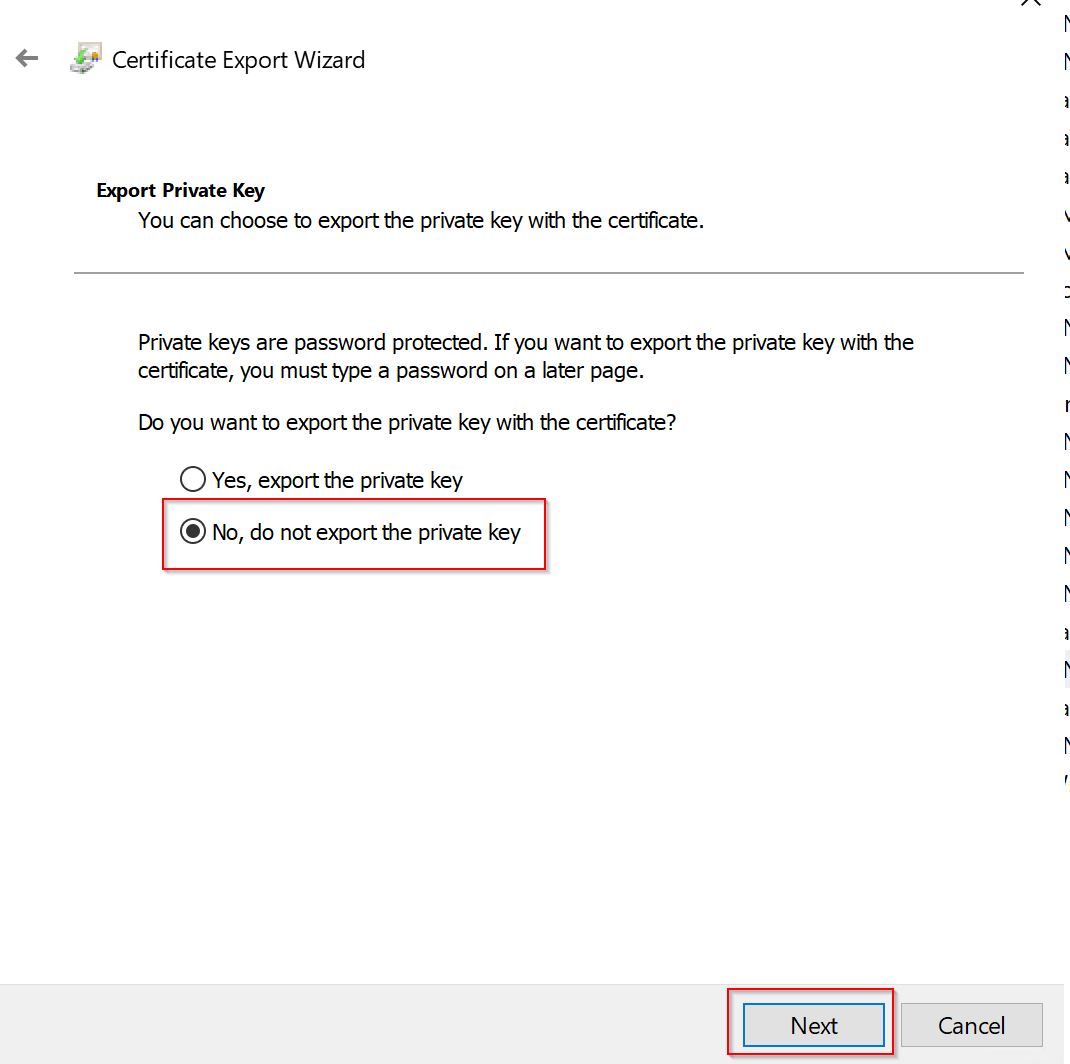 Certificate Export Wizard
Export Private Key
You can choose to export the private key with the certificate.
Private keys are password protected. If you want to export the private key with the
certificate, you must type a password on a later page.
Do you want to export the private key with the certificate?
Yes, export the private key
No, do not export the private key
Next
Cancel